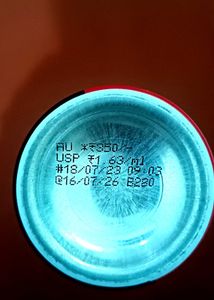 AU *₹350/-
USP ₹1.63/ml
#18/07/23 09:03
@16/07/26 B220